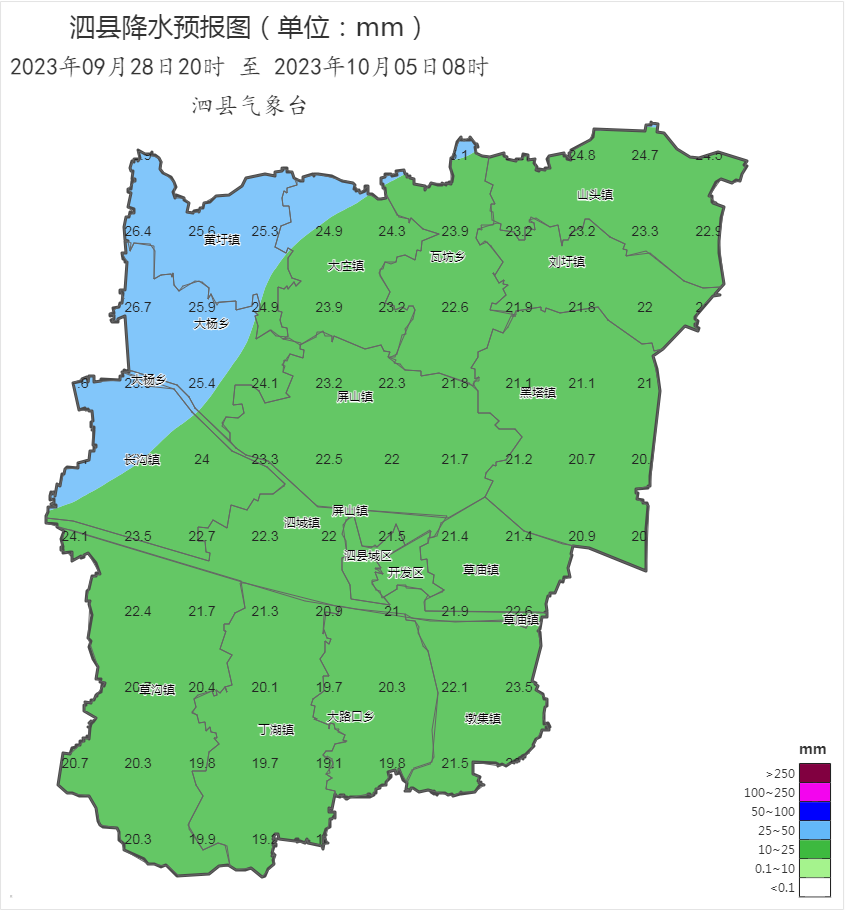 泗县降水预报图（单位：mm）
2023年09月28日20时 至 2023年10月05日08时
泗县气象台
24.8 24.7 24.5
山头镇
26.4 25.6 25.3 24.9 24.3 23.9 23.2 23.2 23.3 22.9
黄圩镇
瓦坊乡
大庙镇 刘圩镇
26.7 25.9 24.9 23.9 23.2 22.6 21.9 21.8 22
大杨乡
大杨乡
25.4 24.1 23.2 22.3 21.8 21.1 21.1 21
屏山镇 黑塔镇
长沟镇 24 23.3 22.5 22 21.7 21.2 20.7
屏山镇
泗城镇
24.1 23.5 22.7 22.3 22 21.5 21.4 21.4 20.9
泗县城区
开发区 草庙镇
22.4 21.7 21.3 20.9 21 21.9 22.6
草庙镇
草沟镇 20.4 20.1 19.7 20.3 22.1 23.5
丁湖镇 大路口乡 墩集镇
20.7 20.3 19.8 19.7 19.1 19.8 21.5
20.3 19.9
mm
>250
100~250
50~100
25~50
10~25
0.1~10
<0.1